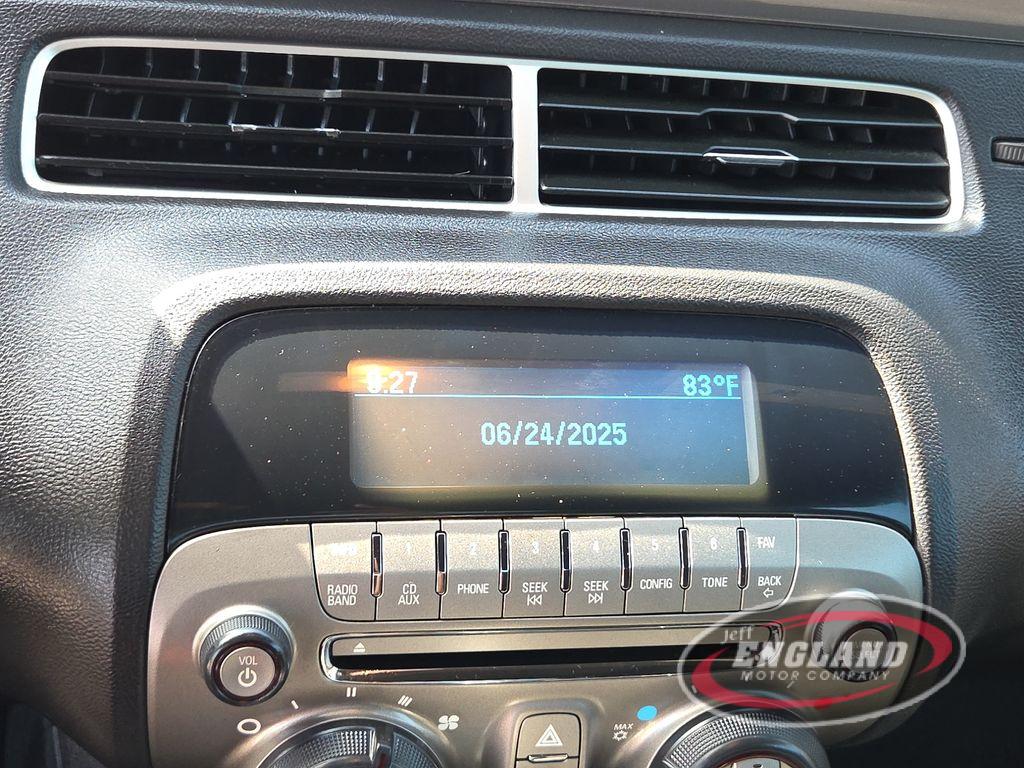 :27 83°F
06/24/2025
1 2 3 4 5 6 FAV
RADIO BAND
CD AUX
PHONE
SEEK
SEEK
CONFIG
TONE
BACK
VOL
MAX
Jeff
ENGLAND
MOTOR COMPANY